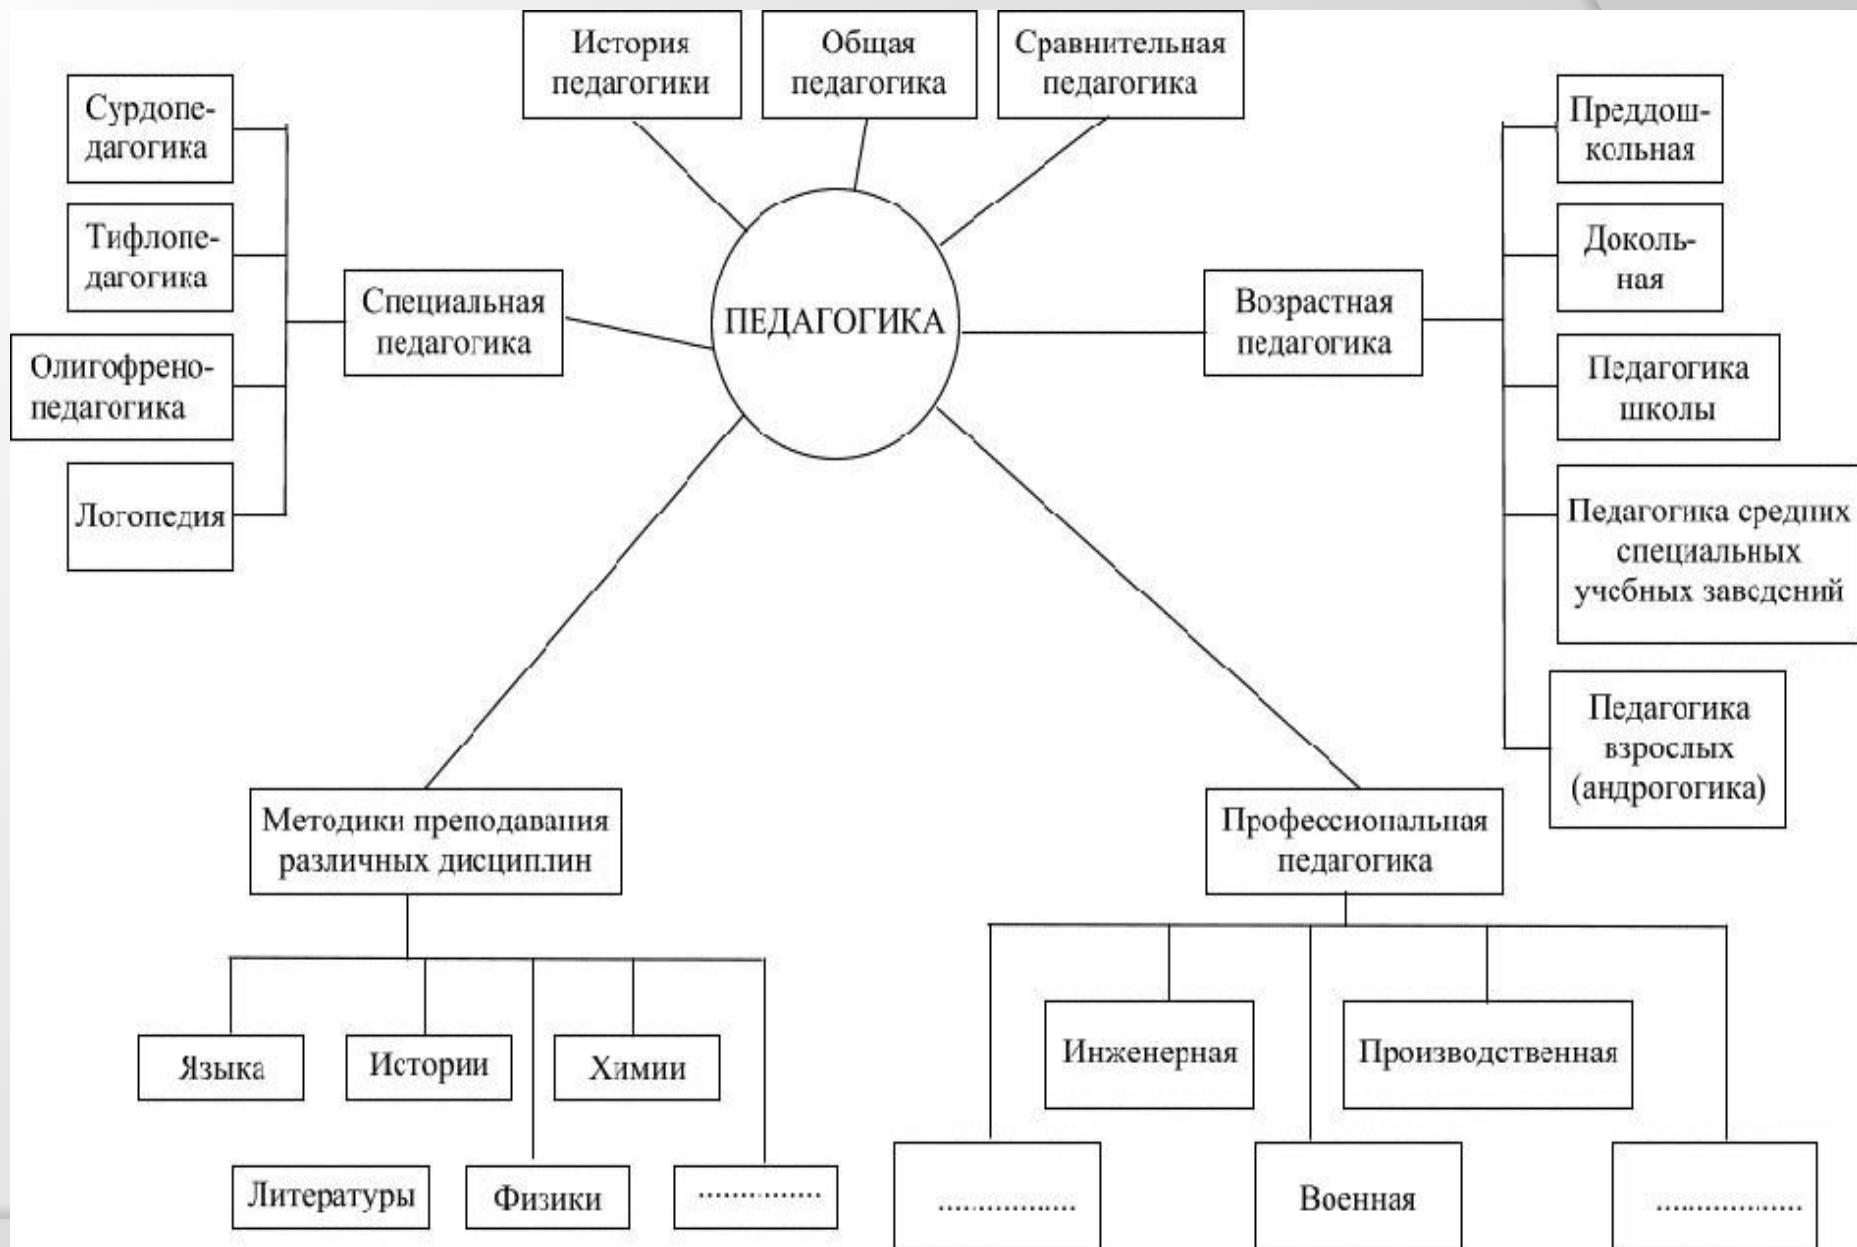 История
педагогики
Общая
педагогика
Сравнительная
педагогика
Сурдопе-
дагогика
Тифлопе-
дагогика
Олигофрено-
педагогика
Логопедия
Специальная
педагогика
ПЕДАГОГИКА
Возрастная
педагогика
Преддош-
кольная
Доколь-
ная
Педагогика
школы
Педагогика средних
специальных
учебных заведений
Педагогика
взрослых
(андрогогика)
Методики преподавания
различных дисциплин
Языка
Истории
Химии
Литературы
Физики
...............
Профессиональная
педагогика
Инженерная
Производственная
.................
Военная
.................